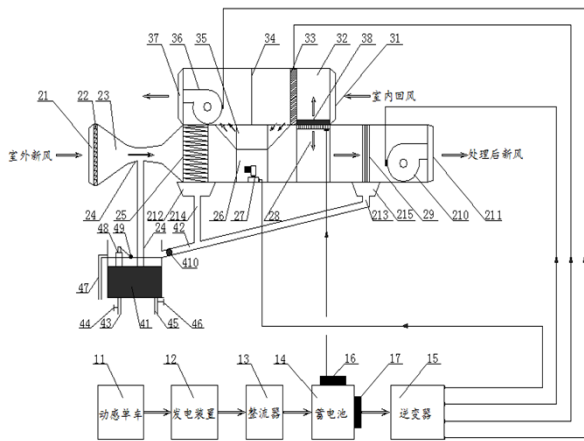 37 36 35 34 33 32 38 31
21 22 23
室内回风
室外新风
处理后新风
24 25 212 214 26 27 28 213 215 29 210 211
48 49 24 42
410
47
44 43 41 45 46
16 17
11 12 13 14 15
动感单车
发电装置
整流器
蓄电池
逆变器